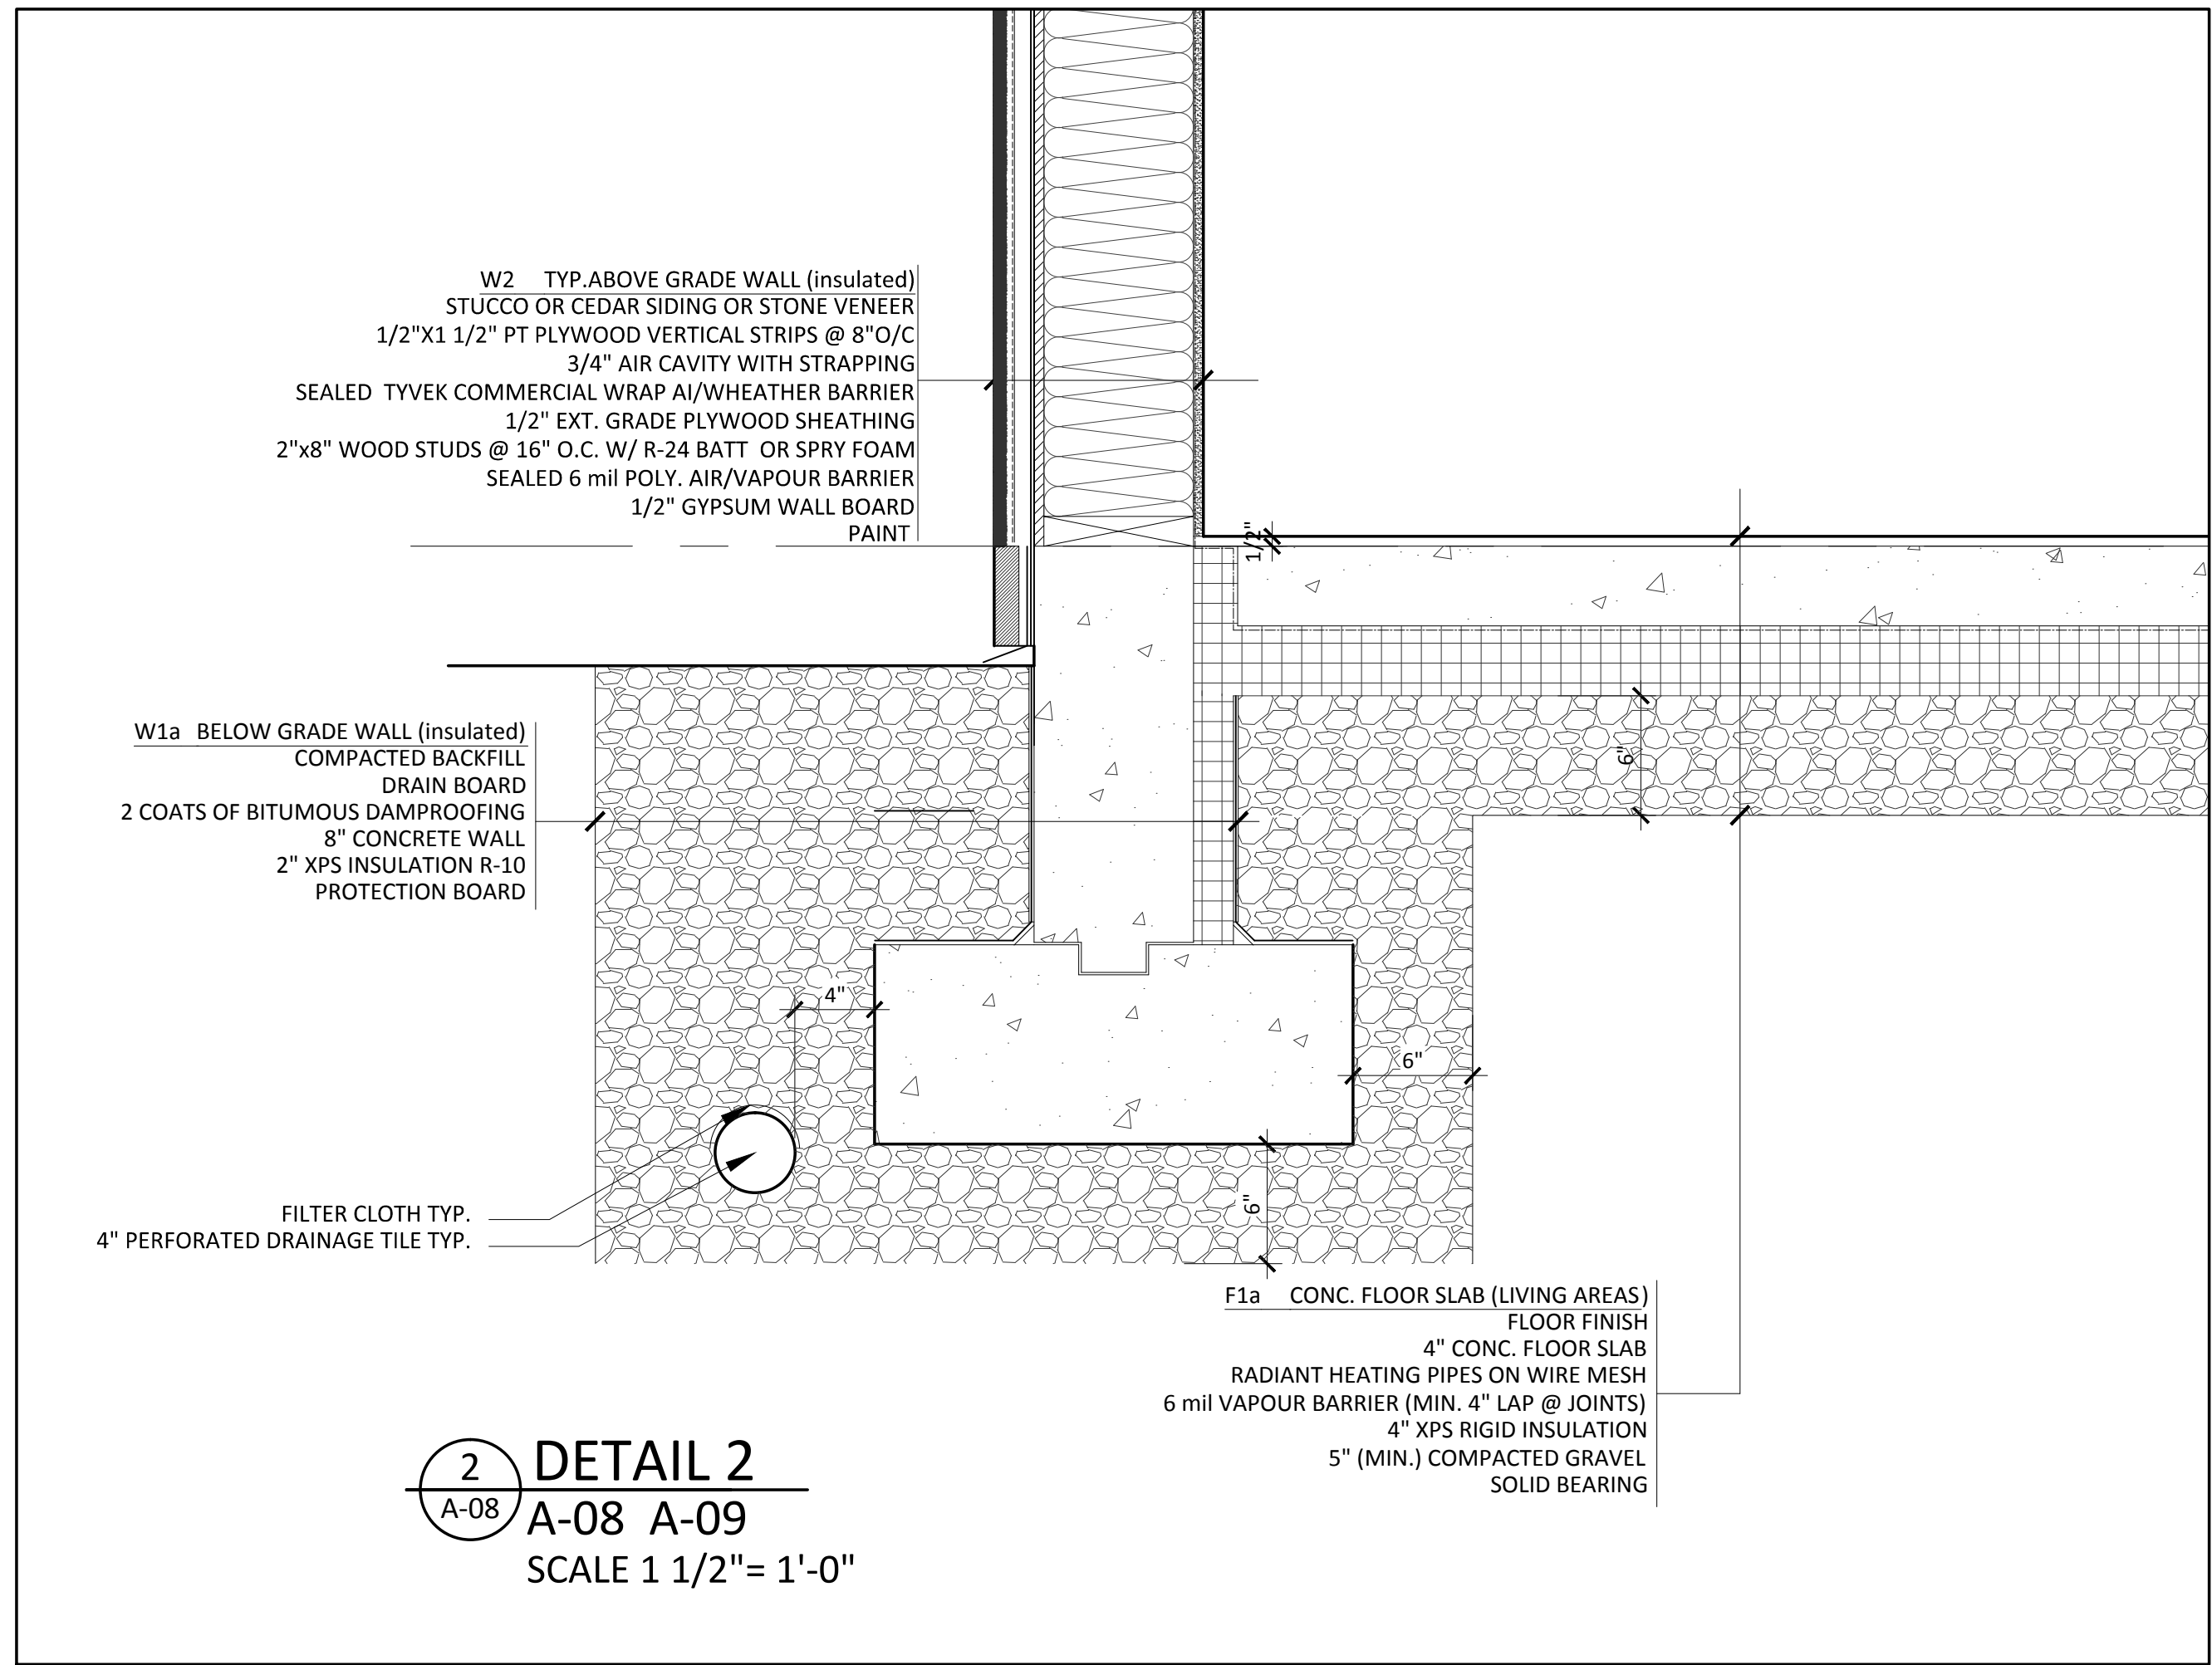 W2 TYP.ABOVE GRADE WALL (insulated)
STUCCO OR CEDAR SIDING OR STONE VENEER
1/2"X1 1/2" PT PLYWOOD VERTICAL STRIPS @ 8"O/C
3/4" AIR CAVITY WITH STRAPPING
SEALED TYVEK COMMERCIAL WRAP AI/WHEATHER BARRIER
1/2" EXT. GRADE PLYWOOD SHEATHING
2"x8" WOOD STUDS @ 16" O.C. W/ R-24 BATT OR SPRY FOAM
SEALED 6 mil POLY. AIR/VAPOUR BARRIER
1/2" GYPSUM WALL BOARD
PAINT
1/2"
W1a BELOW GRADE WALL (insulated)
COMPACTED BACKFILL
DRAIN BOARD
2 COATS OF BITUMOUS DAMPROOFING
8" CONCRETE WALL
2" XPS INSULATION R-10
PROTECTION BOARD
6"
4"
6"
6"
FILTER CLOTH TYP.
4" PERFORATED DRAINAGE TILE TYP.
F1a CONC. FLOOR SLAB (LIVING AREAS)
FLOOR FINISH
4" CONC. FLOOR SLAB
RADIANT HEATING PIPES ON WIRE MESH
6 mil VAPOUR BARRIER (MIN. 4" LAP @ JOINTS)
4" XPS RIGID INSULATION
5" (MIN.) COMPACTED GRAVEL
SOLID BEARING
2
A-08
DETAIL 2
A-08 A-09
SCALE 1 1/2"= 1'-0"